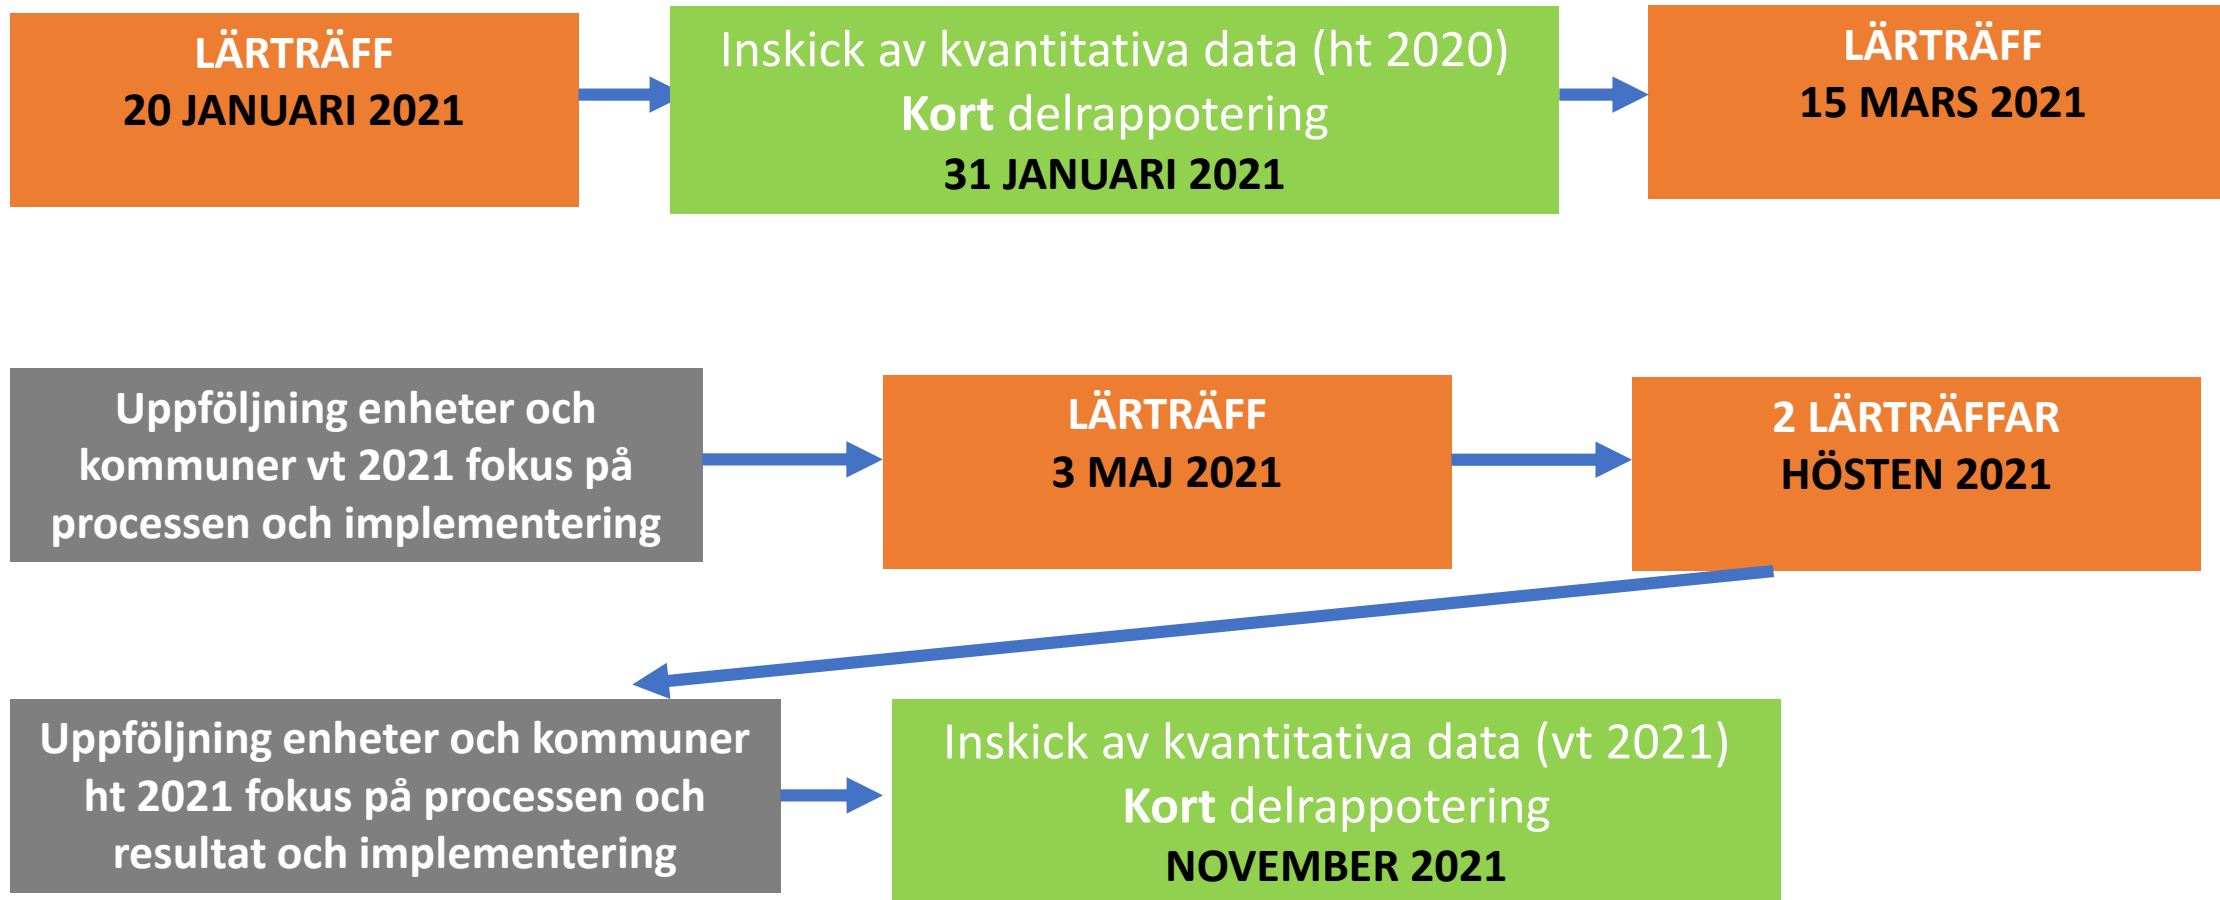 LÄRTRÄFF
20 JANUARI 2021
Inskick av kvantitativa data (ht 2020)
Kort delrappotering
31 JANUARI 2021
LÄRTRÄFF
15 MARS 2021
Uppföljning enheter och
kommuner vt 2021 fokus på
processen och implementering
LÄRTRÄFF
3 MAJ 2021
2 LÄRTRÄFFAR
HÖSTEN 2021
Uppföljning enheter och kommuner
ht 2021 fokus på processen och
resultat och implementering
Inskick av kvantitativa data (vt 2021)
Kort delrappotering
NOVEMBER 2021